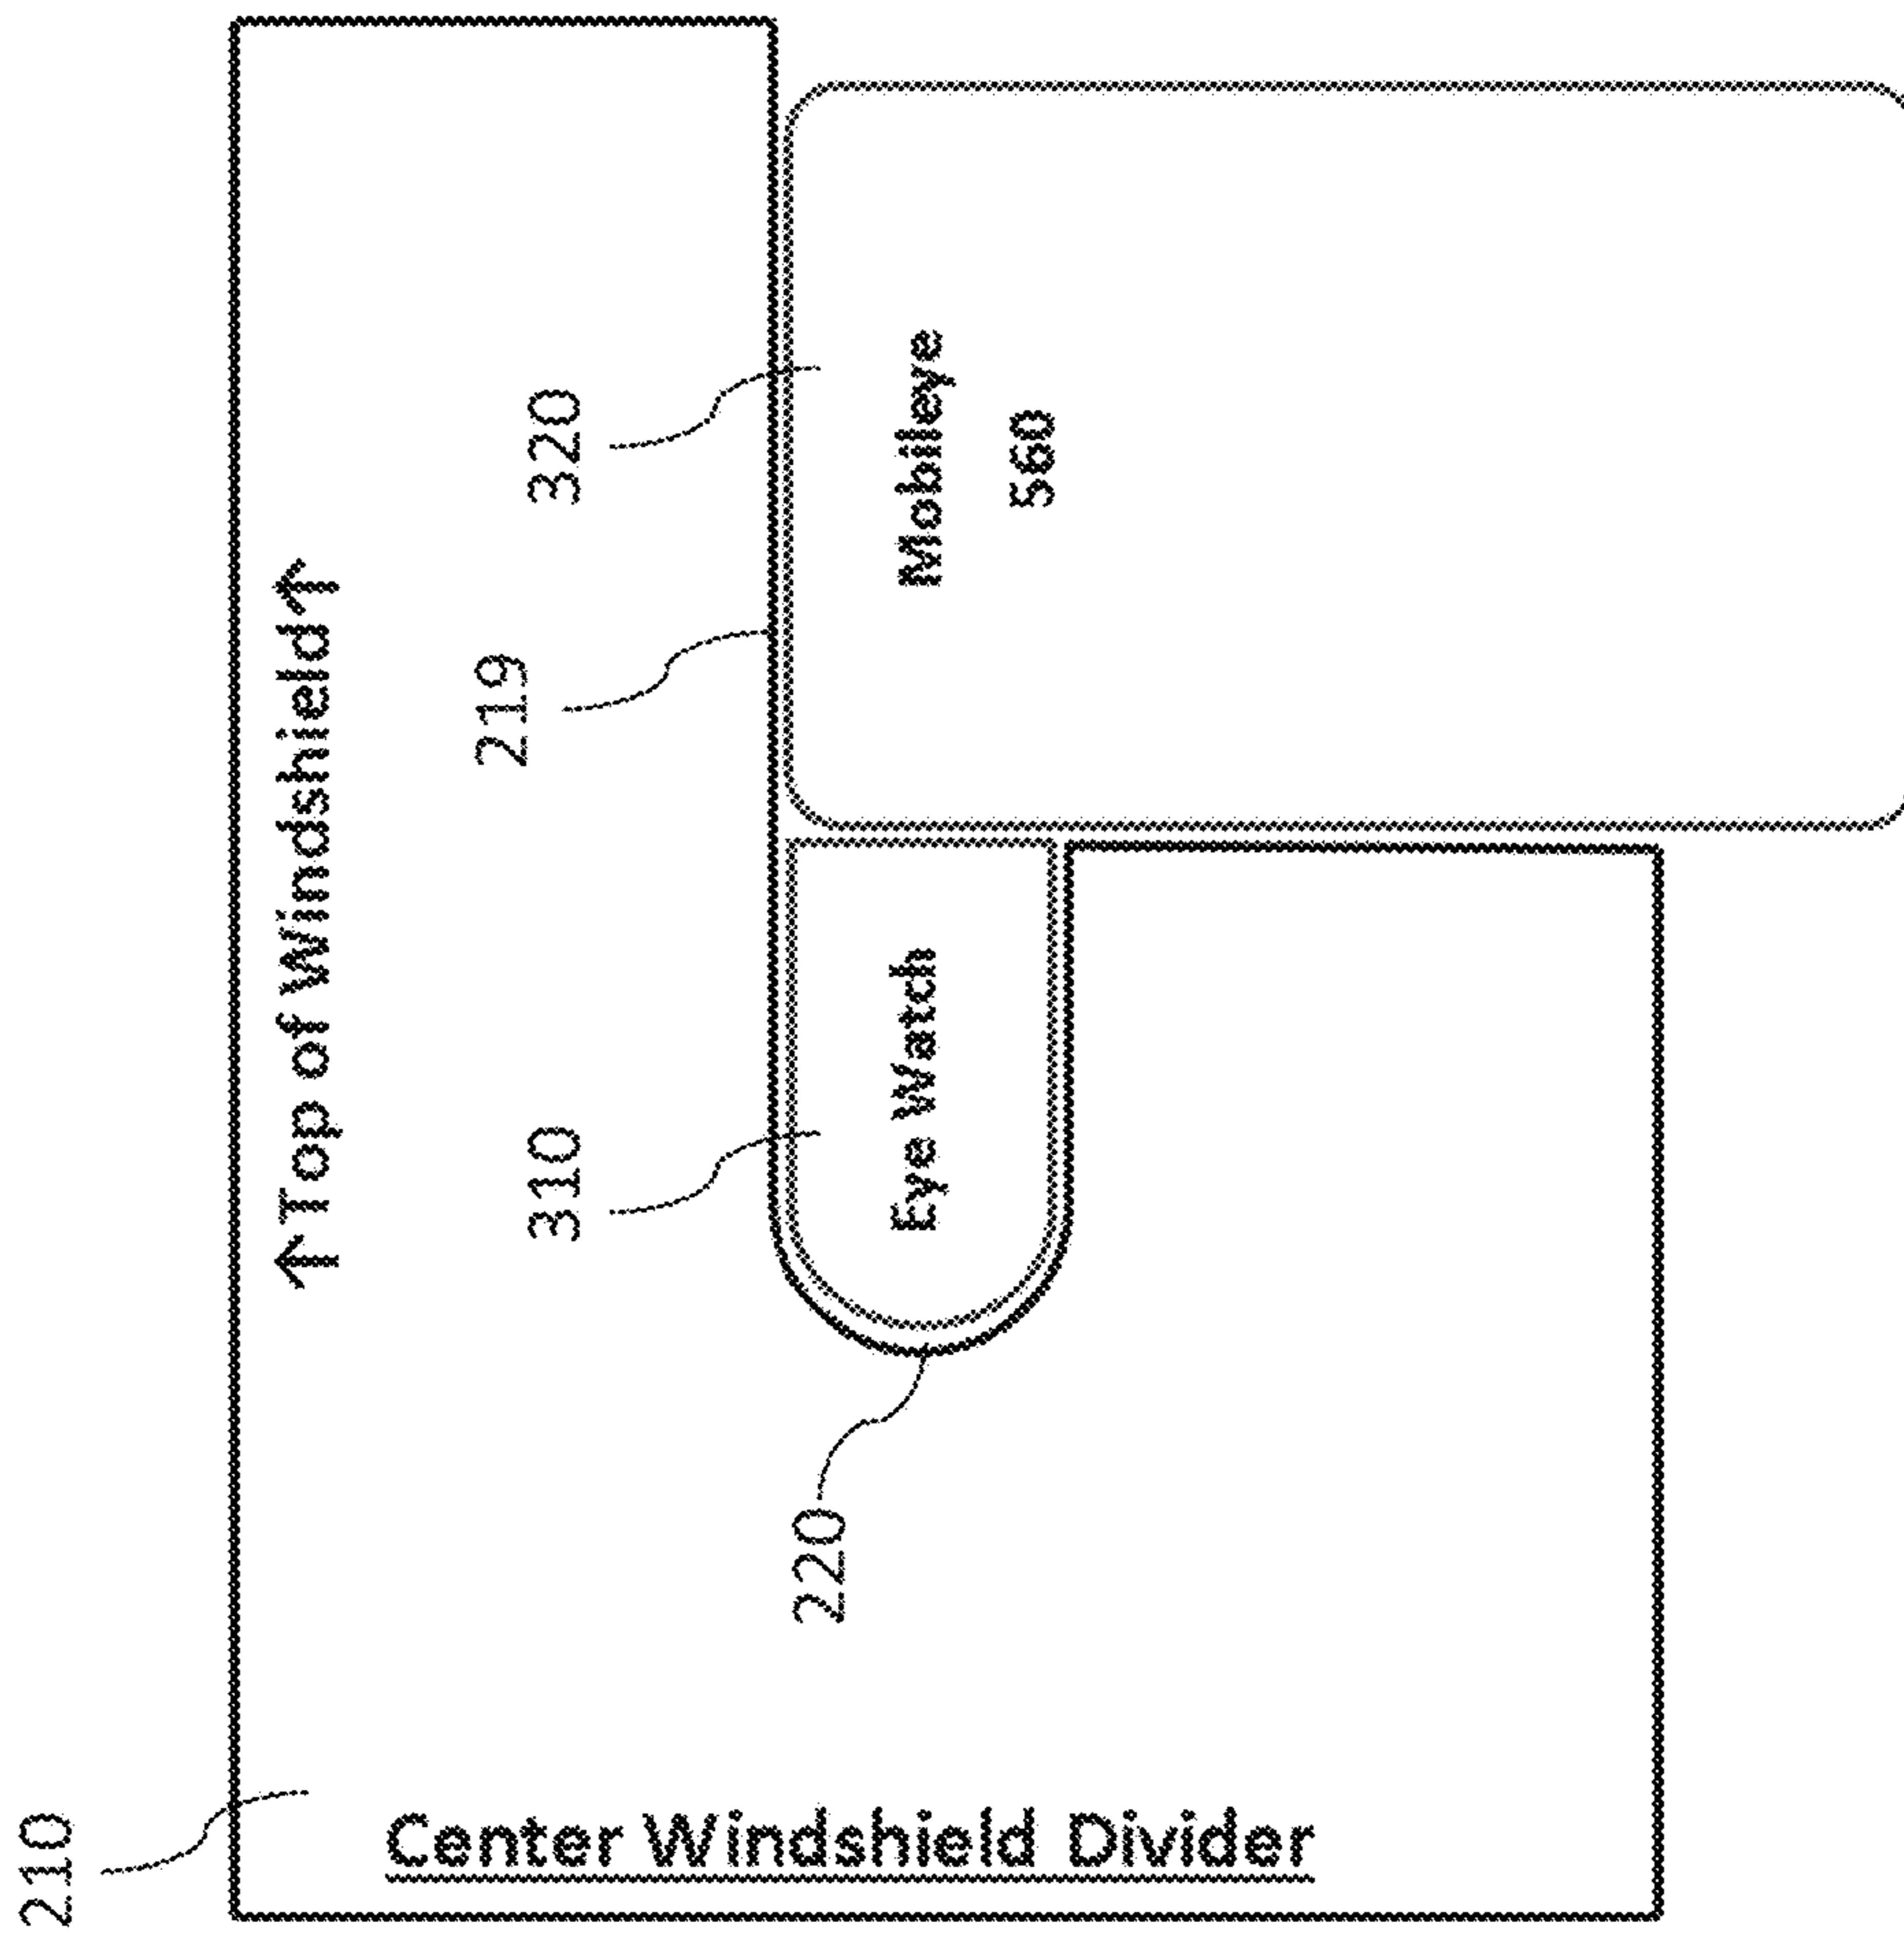 210
↑Top of Windshield↑
219
310
320
220
Eye Watch
Mobileye
560
Center Windshield Divider